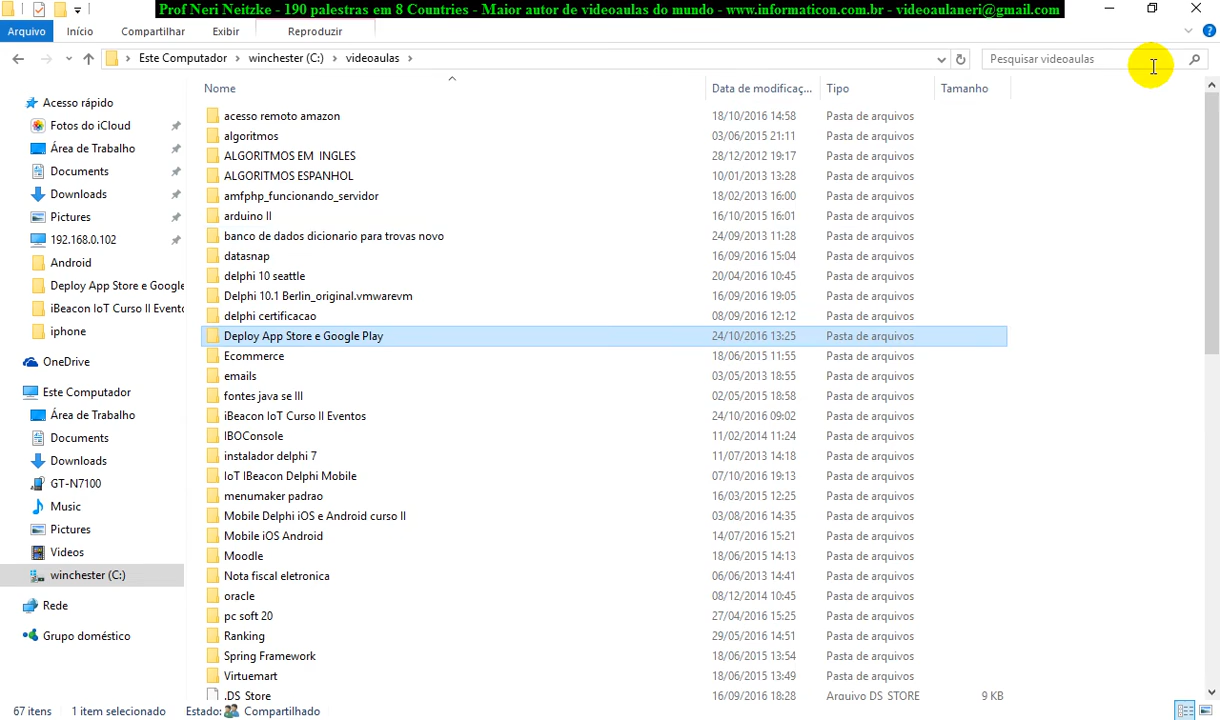 Prof Neri Neitzke - 190 palestras em 8 Countries - Maior autor de videoaulas do mundo - www.informaticon.com.br - videoaulaneri@gmail.com
Arquivo Início Compartilhar Exibir Reproduzir
Este Computador winchester (C:) videoaulas Pesquisar videoaulas
Nome Data de modificaç... Tipo Tamanho
Acesso rápido
Fotos do iCloud
Área de Trabalho
Documents
Downloads
Pictures
192.168.0.102
Android
Deploy App Store e Google
iBeacon IoT Curso II Evento
iphone
OneDrive
Este Computador
Área de Trabalho
Documents
Downloads
GT-N7100
Music
Pictures
Videos
winchester (C:)
Rede
Grupo doméstico
acesso remoto amazon 18/10/2016 14:58 Pasta de arquivos
algoritmos 03/06/2015 21:11 Pasta de arquivos
ALGORITMOS EM INGLES 28/12/2012 19:17 Pasta de arquivos
ALGORITMOS ESPANHOL 10/01/2013 13:28 Pasta de arquivos
amfphp_funcionando_servidor 18/02/2013 16:00 Pasta de arquivos
arduino II 16/10/2015 16:01 Pasta de arquivos
banco de dados dicionario para trovas novo 24/09/2013 11:28 Pasta de arquivos
datasnap 16/09/2016 15:04 Pasta de arquivos
delphi 10 seattle 20/04/2016 10:45 Pasta de arquivos
Delphi 10.1 Berlin_original.vmwarevm 16/09/2016 19:05 Pasta de arquivos
delphi certificacao 08/09/2016 12:12 Pasta de arquivos
Deploy App Store e Google Play 24/10/2016 13:25 Pasta de arquivos
Ecommerce 18/06/2015 11:55 Pasta de arquivos
emails 03/05/2013 18:55 Pasta de arquivos
fontes java se III 02/05/2015 18:58 Pasta de arquivos
iBeacon IoT Curso II Eventos 24/10/2016 09:02 Pasta de arquivos
IBOConsole 11/02/2014 11:24 Pasta de arquivos
instalador delphi 7 11/07/2013 14:18 Pasta de arquivos
IoT IBeacon Delphi Mobile 07/10/2016 19:13 Pasta de arquivos
menumaker padrao 16/03/2015 12:25 Pasta de arquivos
Mobile Delphi iOS e Android curso II 03/08/2016 14:35 Pasta de arquivos
Mobile iOS Android 14/07/2016 15:21 Pasta de arquivos
Moodle 18/06/2015 14:13 Pasta de arquivos
Nota fiscal eletronica 06/06/2013 14:41 Pasta de arquivos
oracle 08/12/2014 10:45 Pasta de arquivos
pc soft 20 27/04/2016 15:25 Pasta de arquivos
Ranking 29/05/2016 14:51 Pasta de arquivos
Spring Framework 18/06/2015 13:54 Pasta de arquivos
Virtuemart 18/06/2015 13:49 Pasta de arquivos
.DS_Store 16/09/2016 18:28 Arquivo DS_STORE 9 KB
67 itens 1 item selecionado Estado: Compartilhado